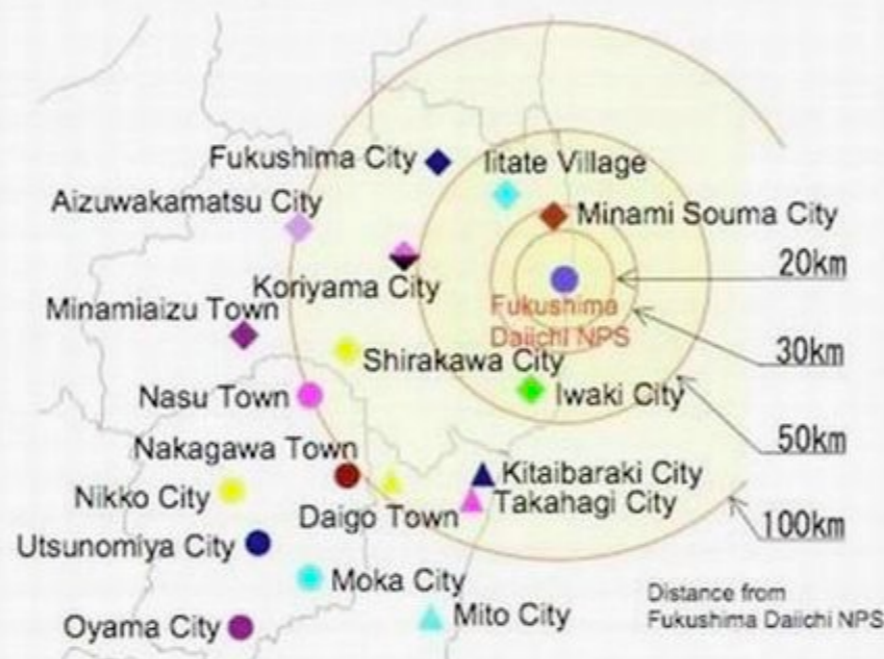 Fukushima City
Iitate Village
Aizuwakamatsu City
Minami Souma City
20km
Koriyama City
Minamiaizu Town
Fukushima
Daiichi NPS
30km
Shirakawa City
Nasu Town
Iwaki City
50km
Nakagawa Town
Kitaibaraki City
Nikko City
Takahagi City
Daigo Town
100km
Utsunomiya City
Moka City
Distance from
Fukushima Daiichi NPS
Mito City
Oyama City